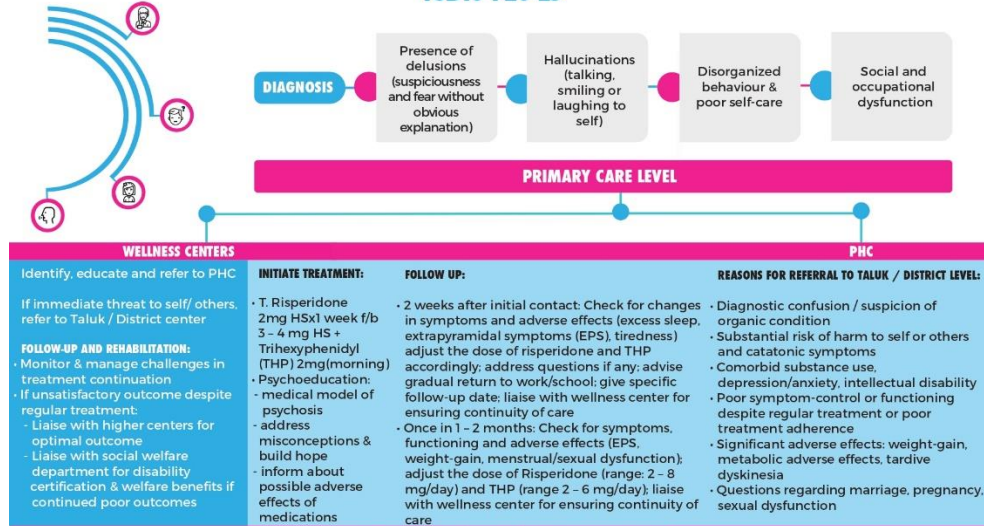 DIAGNOSIS
Presence of
delusions
(suspiciousness
and fear without
obvious
explanation)
Hallucinations
(talking,
smiling or
laughing to
self)
Disorganized
behaviour &
poor self-care
Social and
occupational
dysfunction
PRIMARY CARE LEVEL
WELLNESS CENTERS
Identify, educate and refer to PHC
If immediate threat to self/ others,
refer to Taluk / District center
FOLLOW-UP AND REHABILITATION:
• Monitor & manage challenges in
treatment continuation
• If unsatisfactory outcome despite
regular treatment:
- Liaise with higher centers for
optimal outcome
- Liaise with social welfare
department for disability
certification & welfare benefits if
continued poor outcomes
PHC
INITIATE TREATMENT:
• T. Risperidone
2mg HSx1 week f/b
3 – 4 mg HS +
Trihexyphenidyl
(THP) 2mg(morning)
• Psychoeducation:
- medical model of
psychosis
- address
misconceptions &
build hope
- inform about
possible adverse
effects of
medications
FOLLOW UP:
• 2 weeks after initial contact: Check for changes
in symptoms and adverse effects (excess sleep,
extrapyramidal symptoms (EPS), tiredness)
adjust the dose of risperidone and THP
accordingly; address questions if any; advise
gradual return to work/school; give specific
follow-up date; liaise with wellness center for
ensuring continuity of care
• Once in 1 – 2 months: Check for symptoms,
functioning and adverse effects (EPS,
weight-gain, menstrual/sexual dysfunction);
adjust the dose of Risperidone (range: 2 – 8
mg/day) and THP (range 2 – 6 mg/day); liaise
with wellness center for ensuring continuity of
care
REASONS FOR REFERRAL TO TALUK / DISTRICT LEVEL:
• Diagnostic confusion / suspicion of
organic condition
• Substantial risk of harm to self or others
and catatonic symptoms
• Comorbid substance use,
depression/anxiety, intellectual disability
• Poor symptom-control or functioning
despite regular treatment or poor
treatment adherence
• Significant adverse effects: weight-gain,
metabolic adverse effects, tardive
dyskinesia
• Questions regarding marriage, pregnancy,
sexual dysfunction